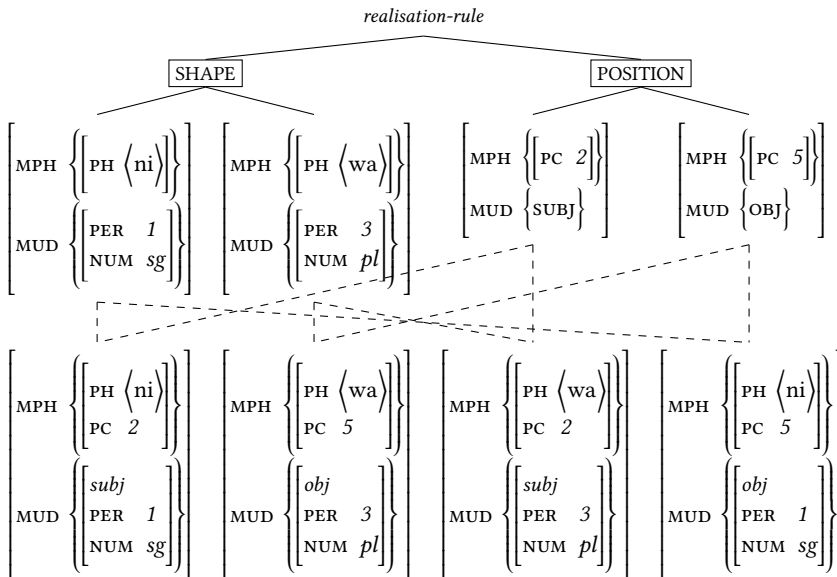 realisation-rule
SHAPE POSITION
MPH {[PH ⟨ni⟩]} MPH {[PH ⟨wa⟩]} MPH {[PC 2]} MPH {[PC 5]}
MUD {SUBJ} MUD {OBJ}
MUD {[PER 1 MUD {[PER 3
NUM sg]} NUM pl]}
MPH {[PH ⟨ni⟩ MPH {[PH ⟨wa⟩ MPH {[PH ⟨wa⟩ MPH {[PH ⟨ni⟩
PC 2]} PC 5]} PC 2]} PC 5]}
MUD {[subj MUD {[obj MUD {[subj MUD {[obj
PER 1 PER 3 PER 3 PER 1
NUM sg]} NUM pl]} NUM pl]} NUM sg]}